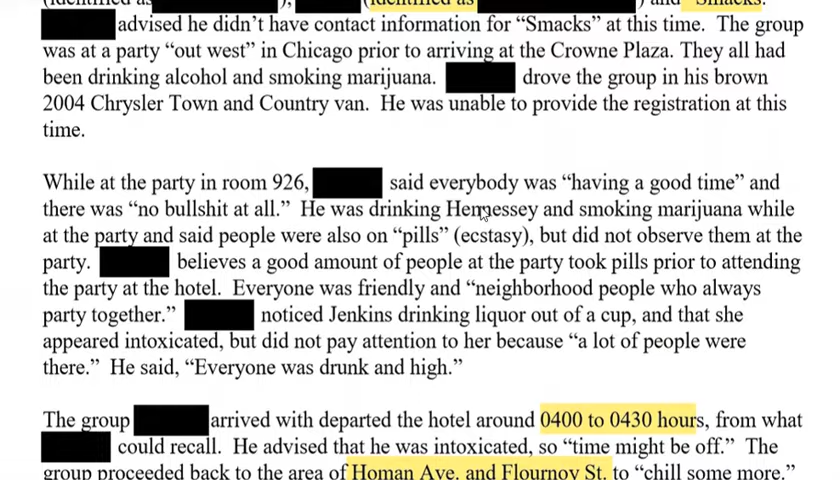 (identified as ), (identified as ) and "Smacks."
advised he didn't have contact information for "Smacks" at this time. The group
was at a party "out west" in Chicago prior to arriving at the Crowne Plaza. They all had
been drinking alcohol and smoking marijuana. drove the group in his brown
2004 Chrysler Town and Country van. He was unable to provide the registration at this
time.
While at the party in room 926, said everybody was "having a good time" and
there was "no bullshit at all." He was drinking Hennessey and smoking marijuana while
at the party and said people were also on "pills" (ecstasy), but did not observe them at the
party. believes a good amount of people at the party took pills prior to attending
the party at the hotel. Everyone was friendly and "neighborhood people who always
party together." noticed Jenkins drinking liquor out of a cup, and that she
appeared intoxicated, but did not pay attention to her because "a lot of people were
there." He said, "Everyone was drunk and high."
The group arrived with departed the hotel around 0400 to 0430 hours, from what
could recall. He advised that he was intoxicated, so "time might be off." The
group proceeded back to the area of Homan Ave. and Flournoy St. to "chill some more."